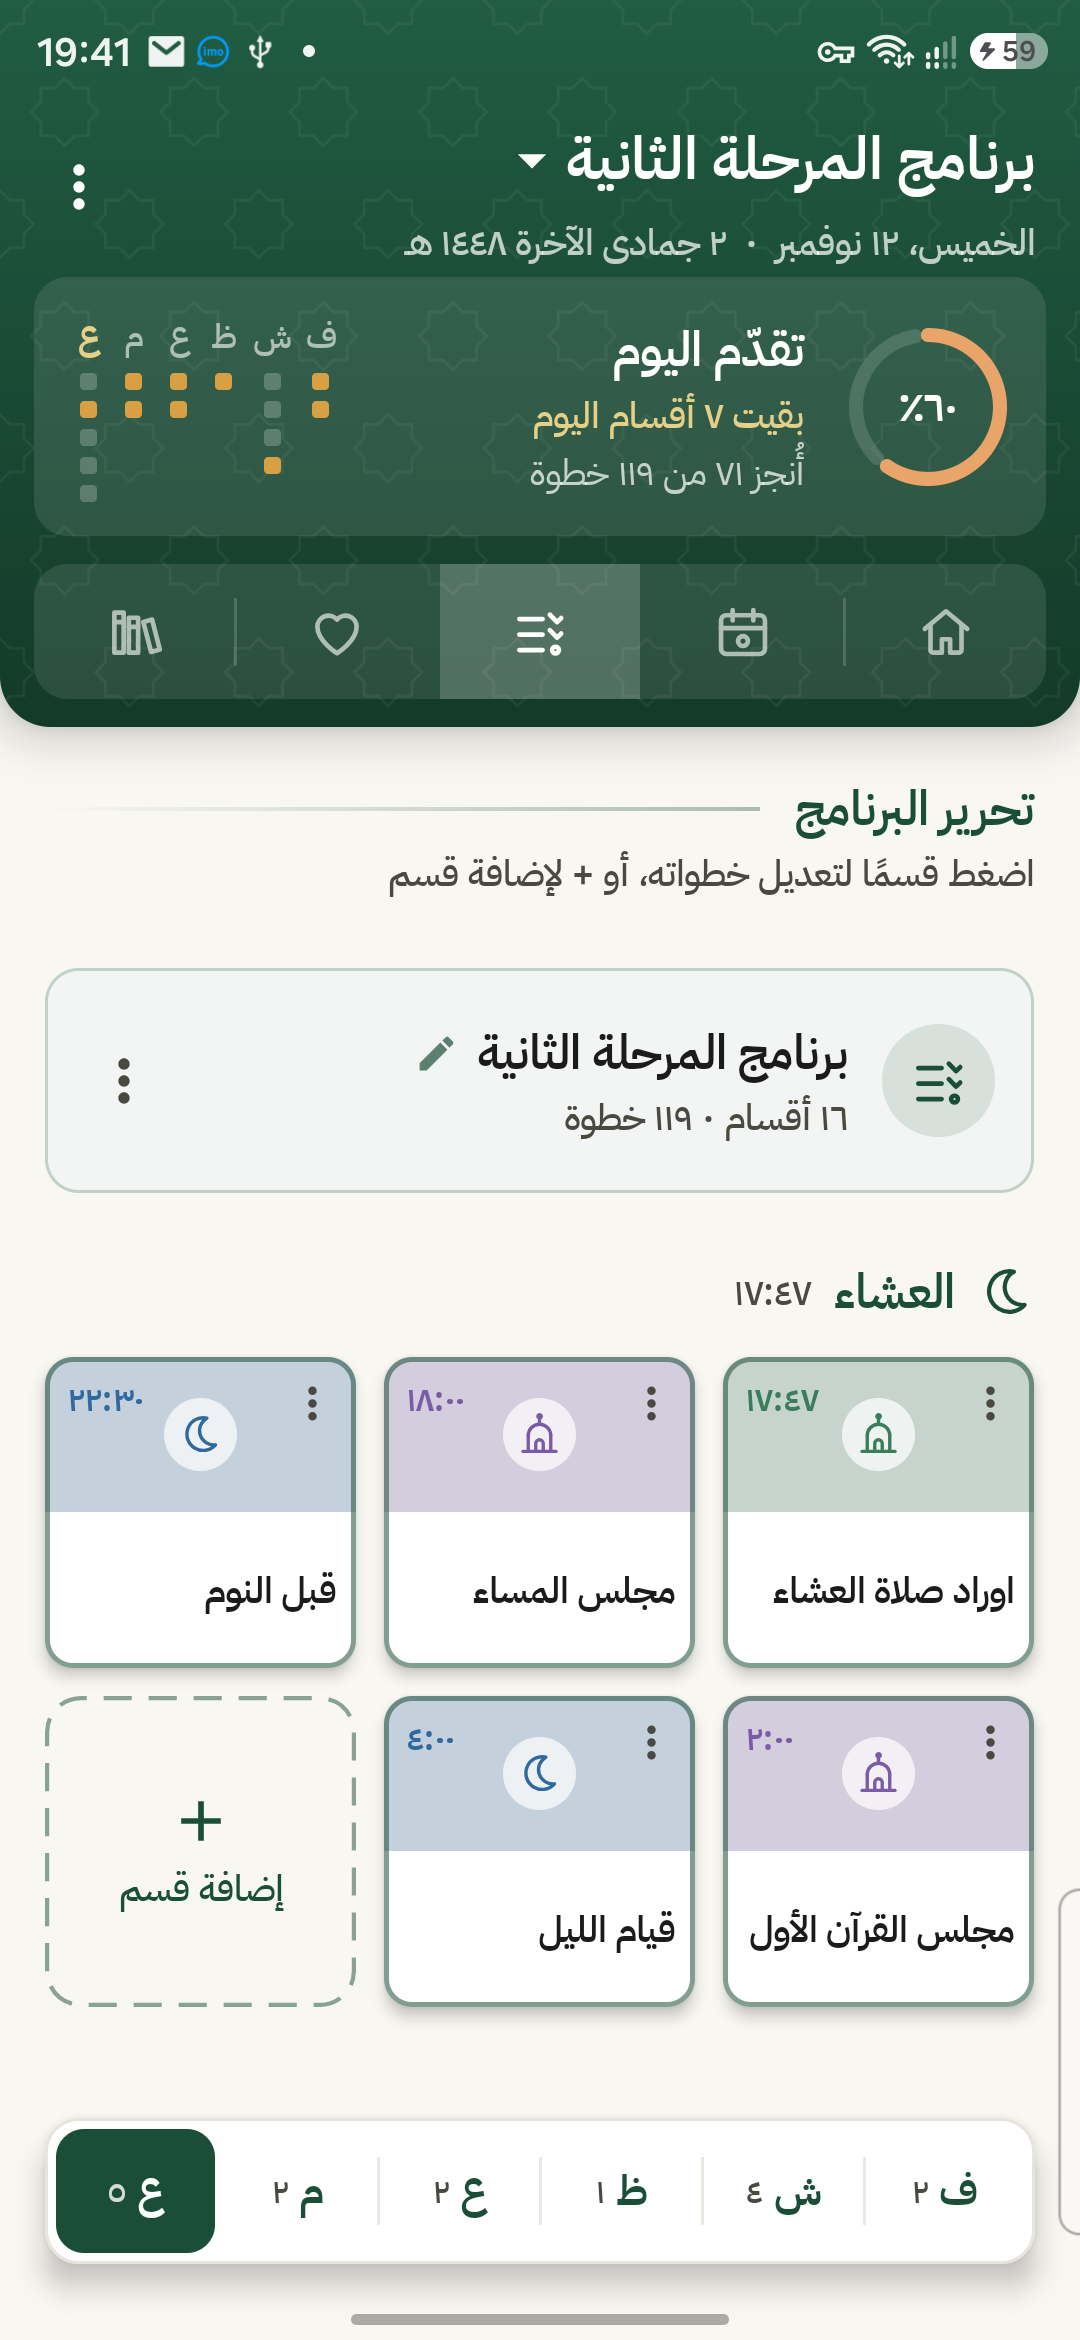 19:41
imo
59
برنامج المرحلة الثانية
الخميس، ١٢ نوفمبر • ٢ جمادى الآخرة ١٤٤٨ هـ
تقدّم اليوم
بقيت ٧ أقسام اليوم
أُنجز ٧١ من ١١٩ خطوة
٦٠٪
ف ش ظ ع م ع
تحرير البرنامج
اضغط قسمًا لتعديل خطواته، أو + لإضافة قسم
برنامج المرحلة الثانية
١٦ أقسام • ١١٩ خطوة
العشاء ١٧:٤٧
١٧:٤٧
اوراد صلاة العشاء
١٨:٠٠
مجلس المساء
٢٢:٣٠
قبل النوم
٢:٠٠
مجلس القرآن الأول
٤:٠٠
قيام الليل
+
إضافة قسم
ف ٢
ش ٤
ظ ١
ع ٢
م ٢
ع ٥